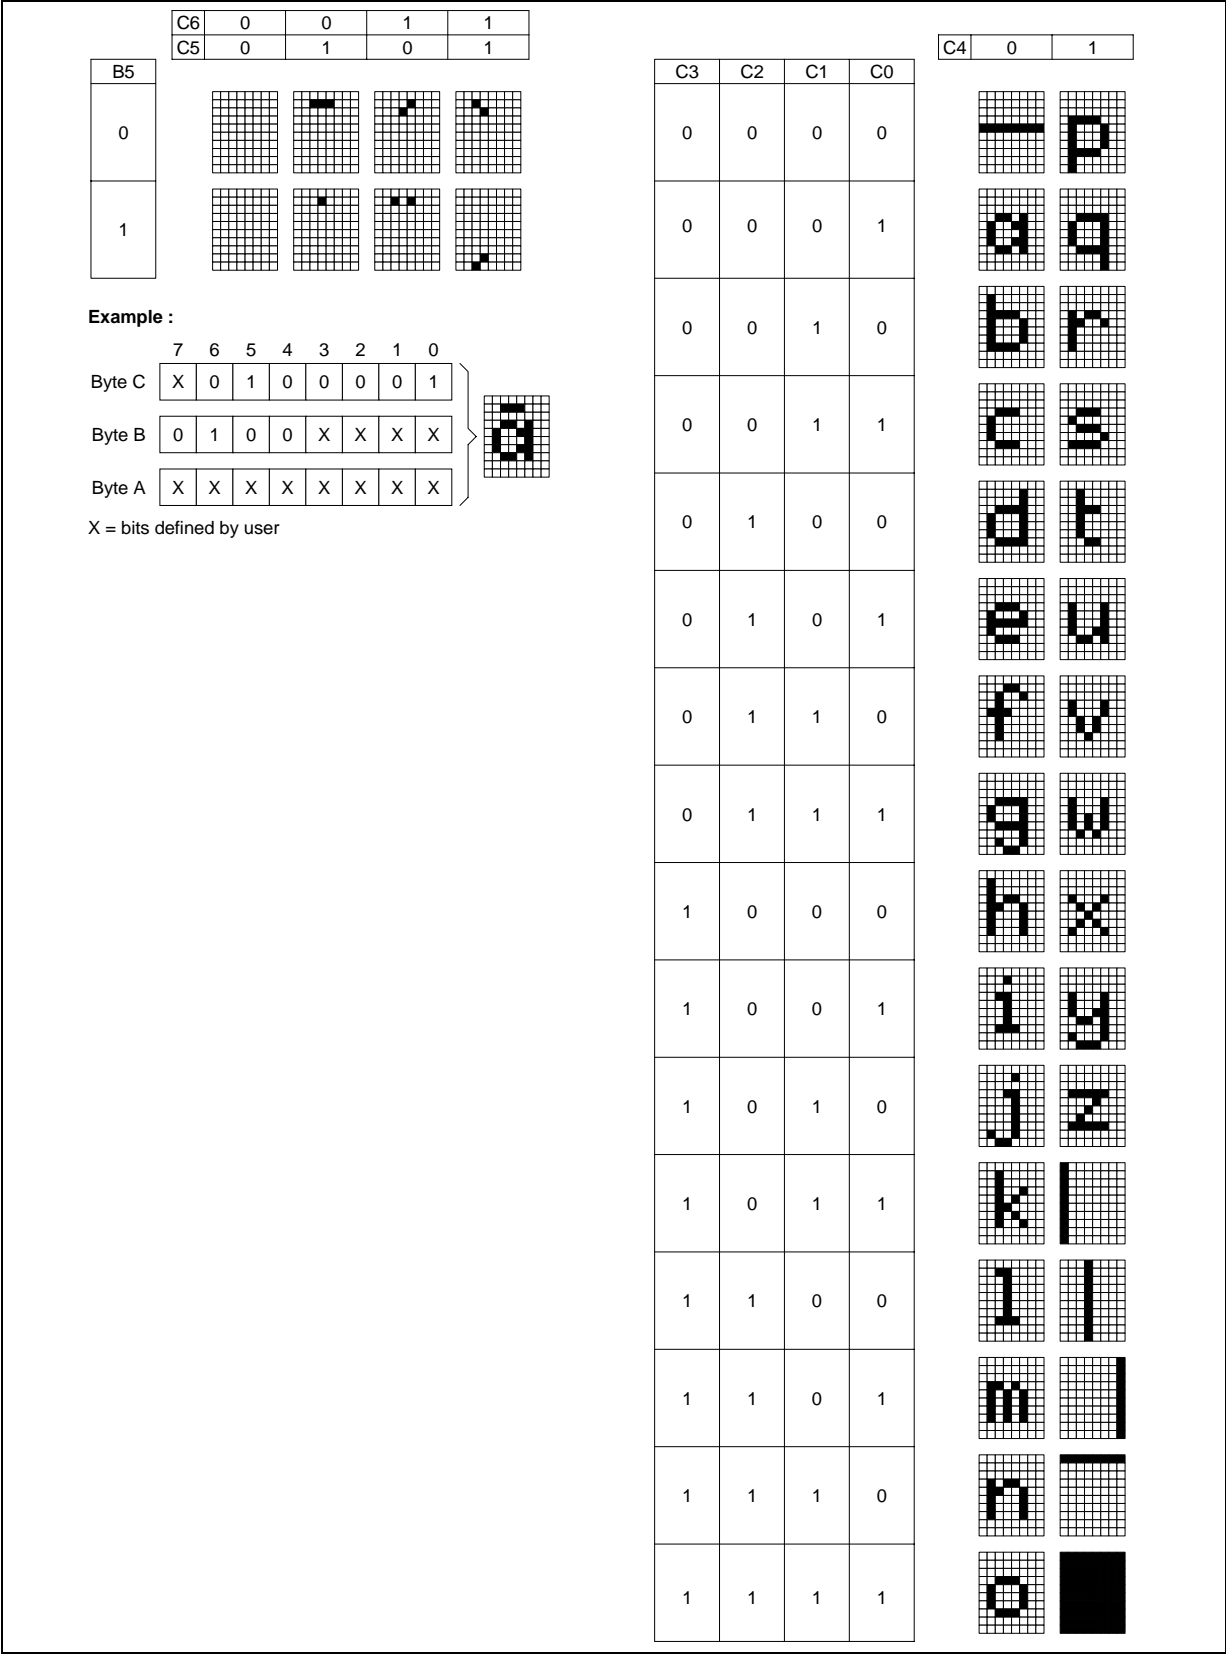 C6 0 0 1 1
C5 0 1 0 1
B5
0
1
Example :
7 6 5 4 3 2 1 0
Byte C X 0 1 0 0 0 0 1
Byte B 0 1 0 0 X X X X
Byte A X X X X X X X X
ā
X = bits defined by user
C4 0 1
C3 C2 C1 C0
0 0 0 0 p
0 0 0 1 a q
0 0 1 0 b r
0 0 1 1 c s
0 1 0 0 d t
0 1 0 1 e u
0 1 1 0 f v
0 1 1 1 g w
1 0 0 0 h x
1 0 0 1 i y
1 0 1 0 j z
1 0 1 1 k
1 1 0 0 l
1 1 0 1 m
1 1 1 0 n
1 1 1 1 o